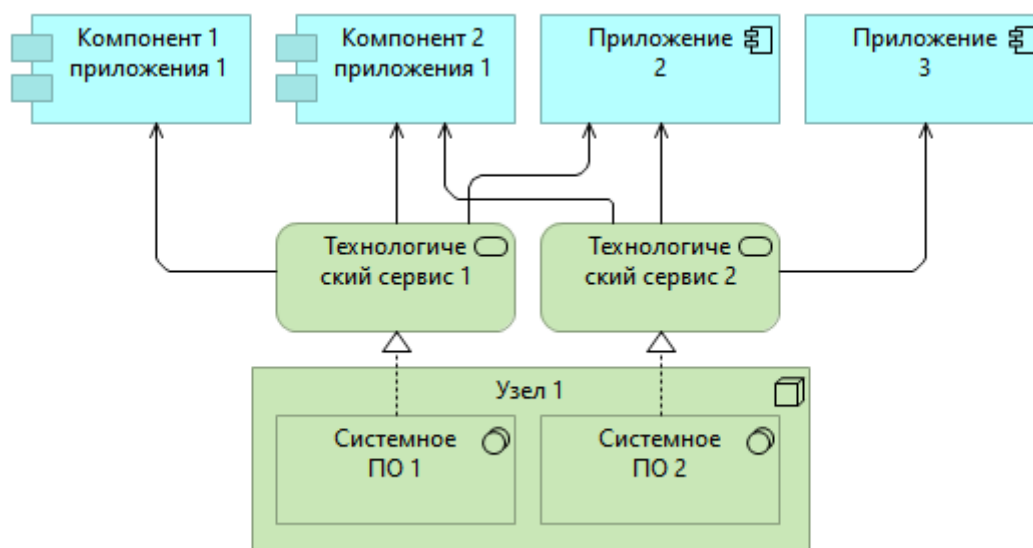 Компонент 1
приложения 1
Компонент 2
приложения 1
Приложение
2
Приложение
3
Технологиче
ский сервис 1
Технологиче
ский сервис 2
Узел 1
Системное
ПО 1
Системное
ПО 2